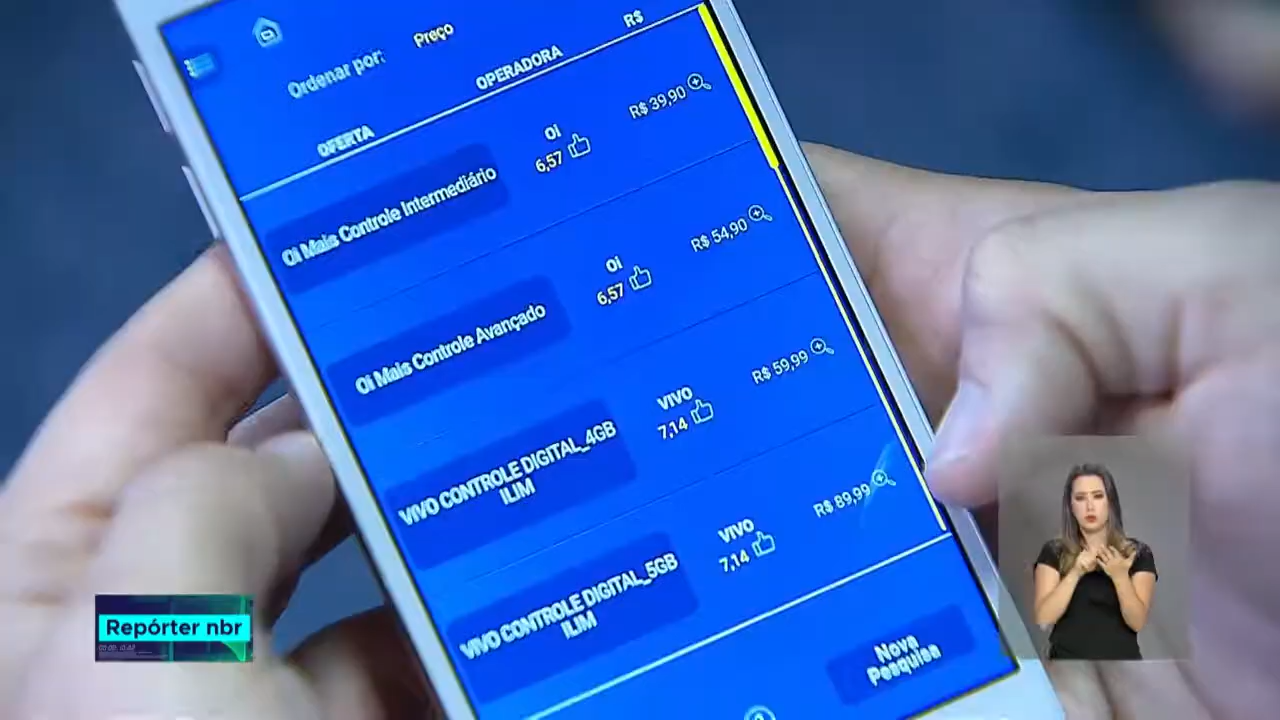 Ordenar por: Preço
OFERTA OPERADORA R$
Oi Mais Controle Intermediário
OI
6,57
R$ 39,90
Oi Mais Controle Avançado
OI
6,57
R$ 54,90
VIVO CONTROLE DIGITAL_4GB
ILIM
VIVO
7,14
R$ 59,99
VIVO CONTROLE DIGITAL_5GB
ILIM
VIVO
7,14
R$ 89,99
Nova
Pesquisa
Repórter nbr